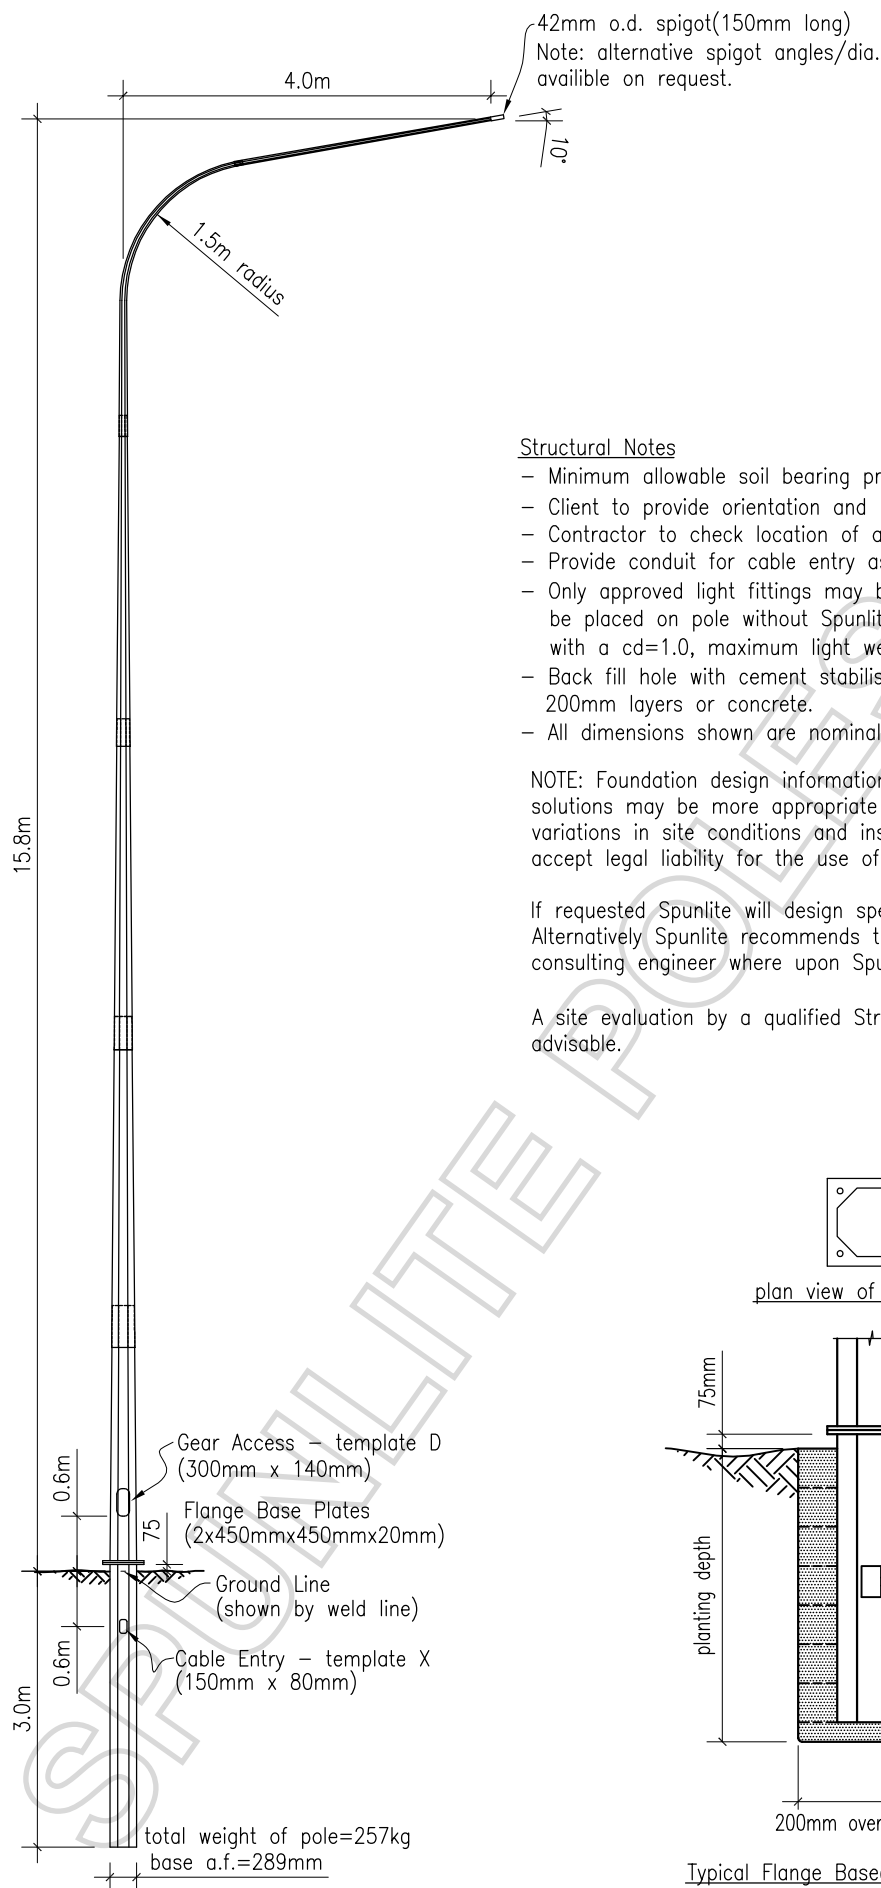 42mm o.d. spigot(150mm long)
Note: alternative spigot angles/dia.
availible on request.
4.0m
10°
1.5m radius
Structural Notes
– Minimum allowable soil bearing pr
– Client to provide orientation and
– Contractor to check location of a
– Provide conduit for cable entry as
– Only approved light fittings may b
be placed on pole without Spunlit
with a cd=1.0, maximum light we
– Back fill hole with cement stabilis
200mm layers or concrete.
– All dimensions shown are nominal
NOTE: Foundation design information
solutions may be more appropriate
variations in site conditions and ins
accept legal liability for the use of
15.8m
If requested Spunlite will design spe
Alternatively Spunlite recommends t
consulting engineer where upon Spu
A site evaluation by a qualified Str
advisable.
SPUNLITE POLES
plan view of
75mm
Gear Access – template D
(300mm x 140mm)
0.6m
Flange Base Plates
(2x450mmx450mmx20mm)
75
Ground Line
(shown by weld line)
planting depth
Cable Entry – template X
(150mm x 80mm)
0.6m
3.0m
200mm over
total weight of pole=257kg
base a.f.=289mm
Typical Flange Based